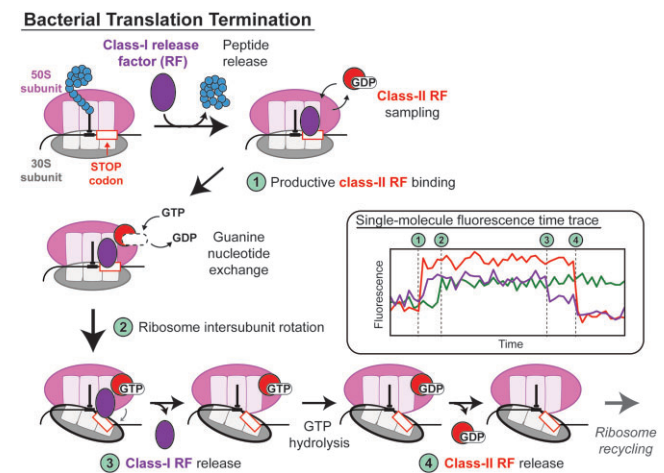 Bacterial Translation Termination
Class-I release
factor (RF)
Peptide
release
50S
subunit
GDP
Class-II RF
sampling
30S
subunit
STOP
codon
1 Productive class-II RF binding
GTP
GDP
Guanine
nucleotide
exchange
Single-molecule fluorescence time trace
1 2 3 4
Fluorescence
Time
2 Ribosome intersubunit rotation
GTP
GTP
GDP
GTP
hydrolysis
GDP
Ribosome
recycling
3 Class-I RF release
4 Class-II RF release